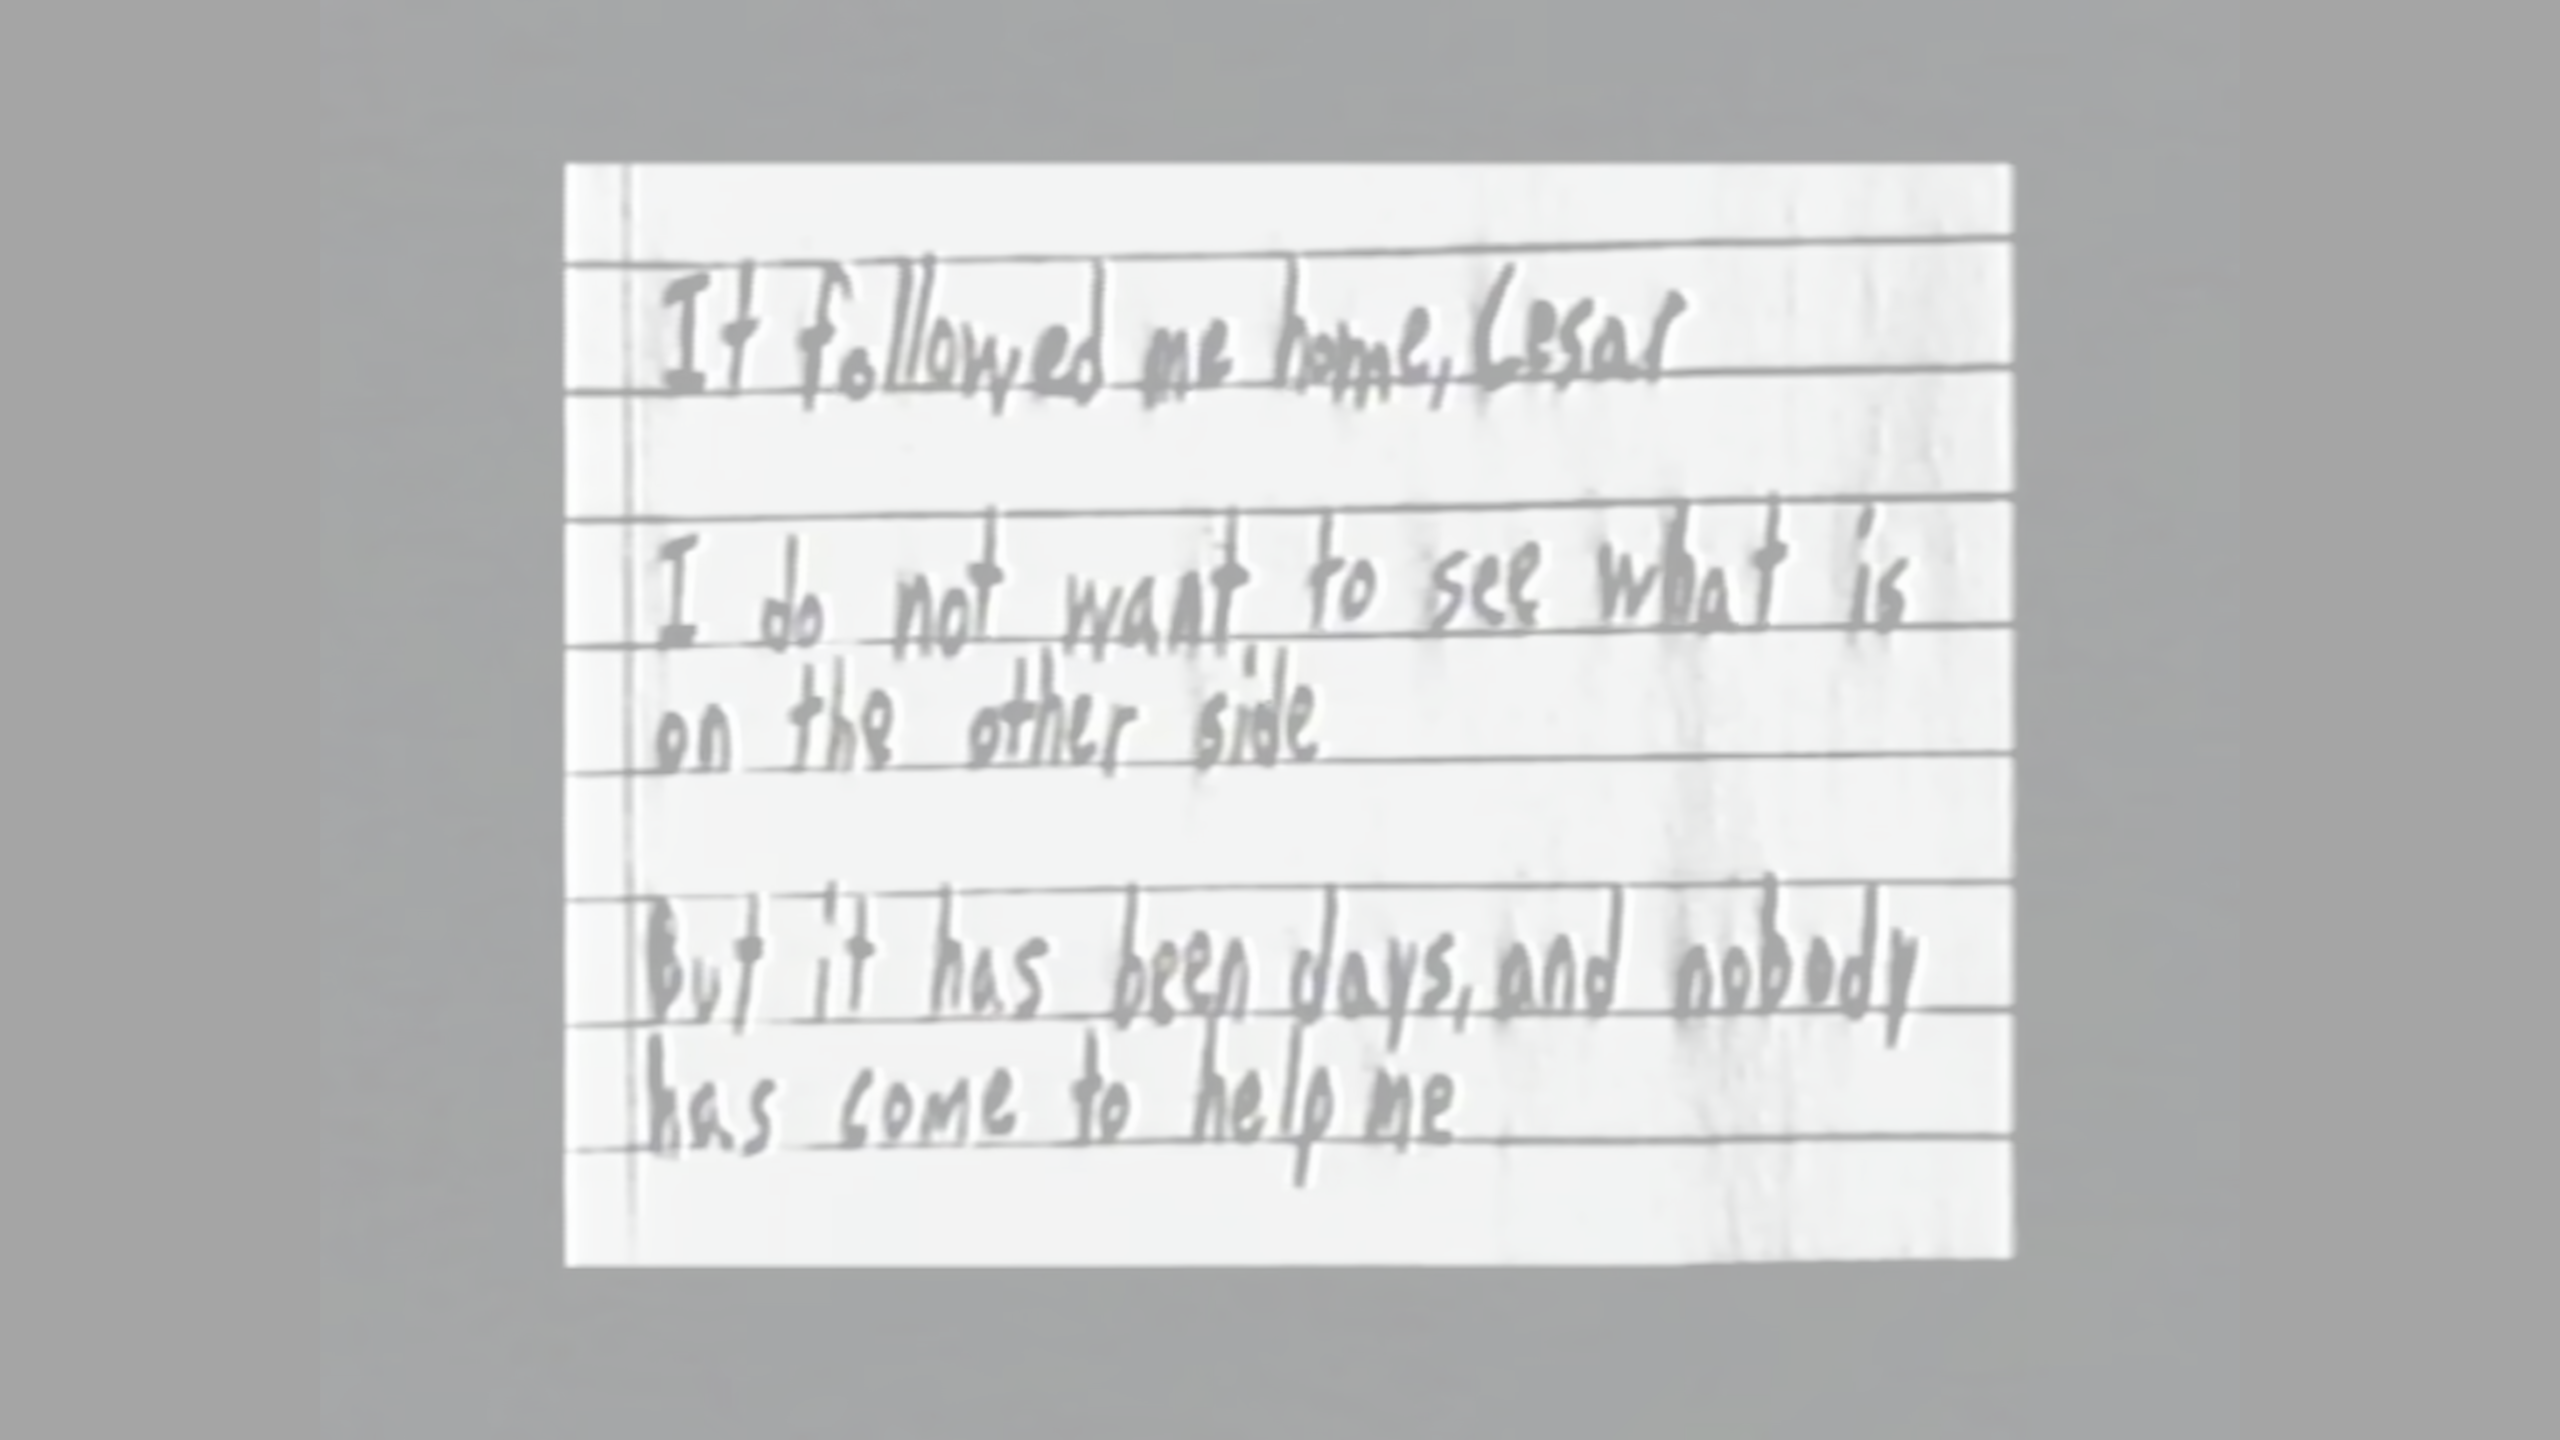 It followed me home, Cesar
I do not want to see what is
on the other side
But it has been days, and nobody
has come to help me